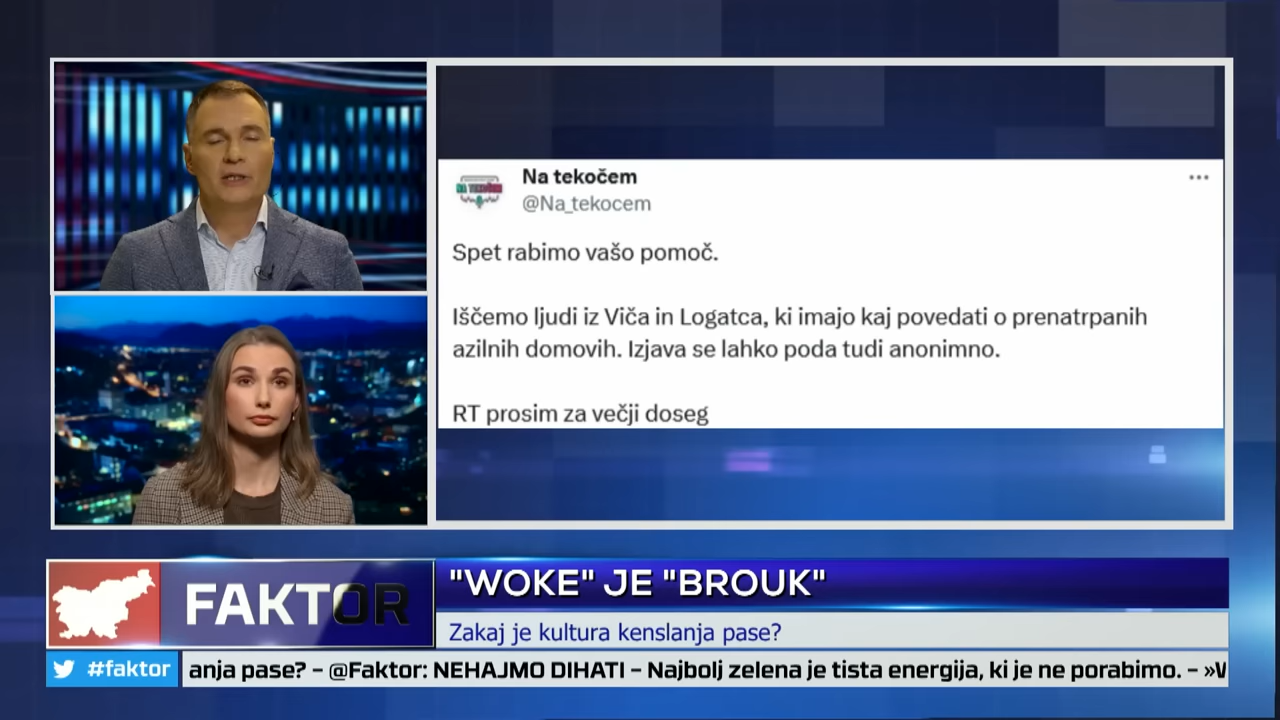 NA TEKOČEM
Na tekočem
@Na_tekocem
Spet rabimo vašo pomoč.
Iščemo ljudi iz Viča in Logatca, ki imajo kaj povedati o prenatrpanih
azilnih domovih. Izjava se lahko poda tudi anonimno.
RT prosim za večji doseg
FAKTOR
"WOKE" JE "BROUK"
Zakaj je kultura kenslanja pase?
#faktor
anja pase? – @Faktor: NEHAJMO DIHATI – Najbolj zelena je tista energija, ki je ne porabimo. – »W